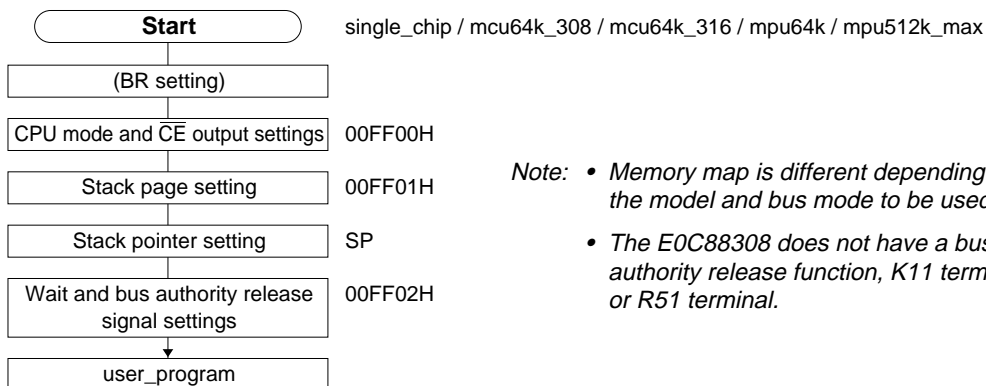 Start single_chip / mcu64k_308 / mcu64k_316 / mpu64k / mpu512k_max
(BR setting)
CPU mode and CE output settings 00FF00H
Stack page setting 00FF01H
Stack pointer setting SP
Wait and bus authority release
signal settings
00FF02H
user_program
Note: • Memory map is different depending
the model and bus mode to be used
• The E0C88308 does not have a bus
authority release function, K11
or R51 terminal.